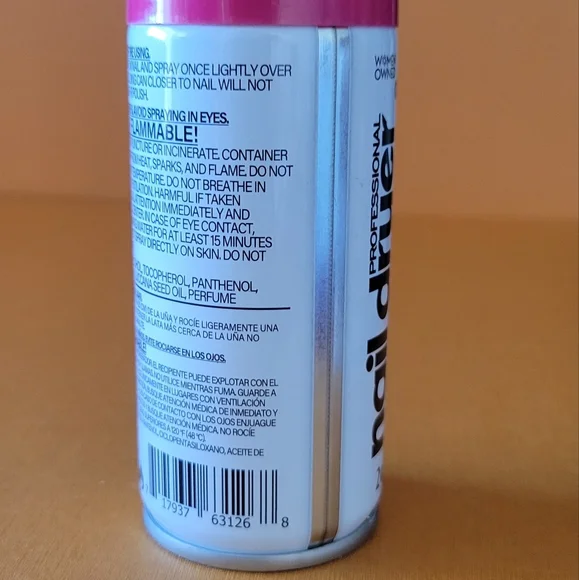 USING.
AND SPRAY ONCE LIGHTLY OVER
CAN CLOSER TO NAIL WILL NOT
POLISH.
AVOID SPRAYING IN EYES.
FLAMMABLE!
PUNCTURE OR INCINERATE. CONTAINER
HEAT, SPARKS, AND FLAME. DO NOT
TEMPERATURE. DO NOT BREATHE IN
HARMFUL IF TAKEN
ATTENTION IMMEDIATELY AND
IN CASE OF EYE CONTACT,
WATER FOR AT LEAST 15 MINUTES
SPRAY DIRECTLY ON SKIN. DO NOT
TOCOPHEROL, PANTHENOL,
SEED OIL, PERFUME
DE LA UÑA Y ROCÍE LIGERAMENTE UNA
LA LATA MÁS CERCA DE LA UÑA NO
EVITE ROCIARSE EN LOS OJOS.
EL RECIPIENTE PUEDE EXPLOTAR CON EL
NO UTILICE MIENTRAS FUMA. GUARDE A
EN LUGARES CON VENTILACIÓN
BUSQUE ATENCIÓN MÉDICA DE INMEDIATO Y
DE CONTACTO CON LOS OJOS ENJUAGUE
BUSQUE ATENCIÓN MÉDICA. NO ROCÍE
A 120°F (48°C).
CICLOPENTASILOXANO, ACEITE DE
17937 63126 8
WOMEN
OWNED
PROFESSIONAL
nail dryer